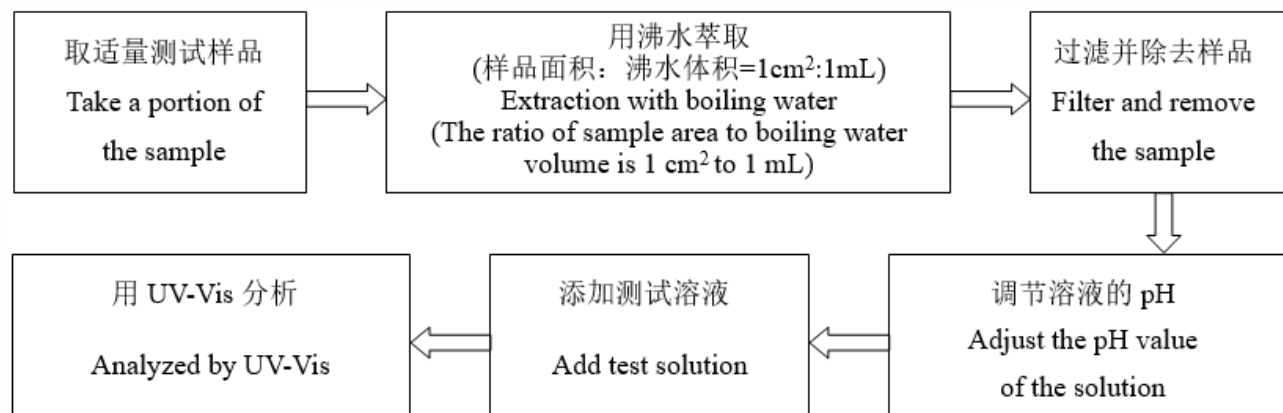 取适量测试样品
Take a portion of
the sample
用沸水萃取
(样品面积：沸水体积=1cm²:1mL)
Extraction with boiling water
(The ratio of sample area to boiling water
volume is 1 cm² to 1 mL)
过滤并除去样品
Filter and remove
the sample
调节溶液的 pH
Adjust the pH value
of the solution
添加测试溶液
Add test solution
用 UV-Vis 分析
Analyzed by UV-Vis